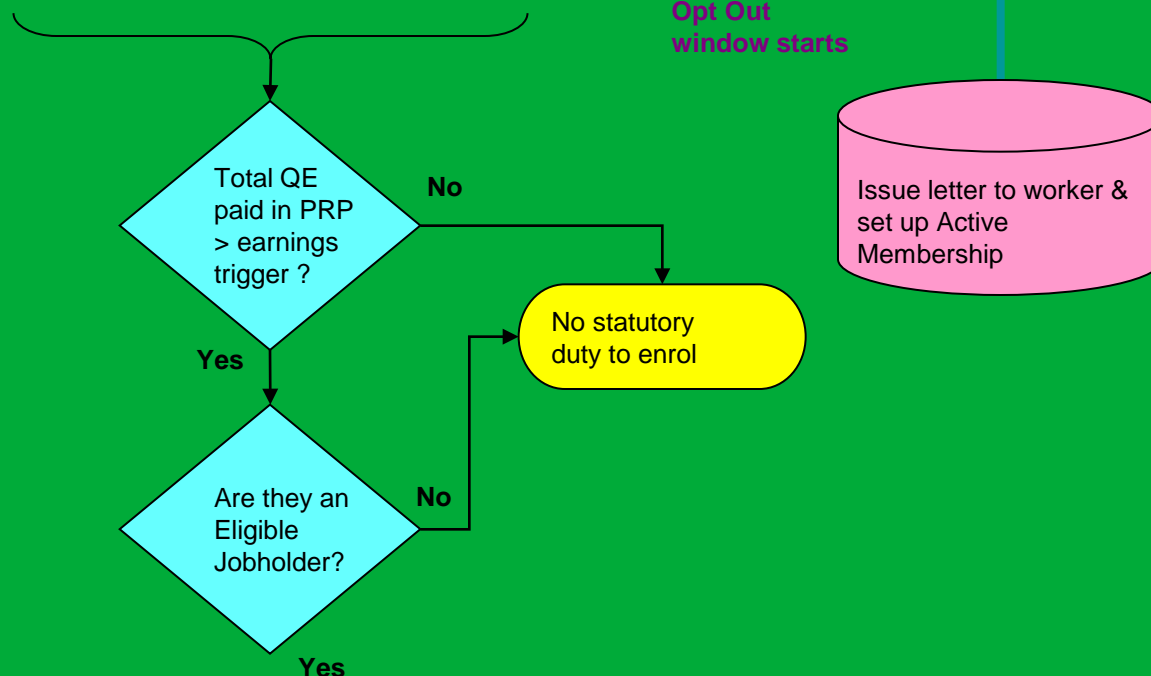 Opt Out
window starts
Total QE
paid in PRP
> earnings
trigger ?
No
Issue letter to worker &
set up Active
Membership
No statutory
duty to enrol
Yes
Are they an
Eligible
Jobholder?
No
Yes